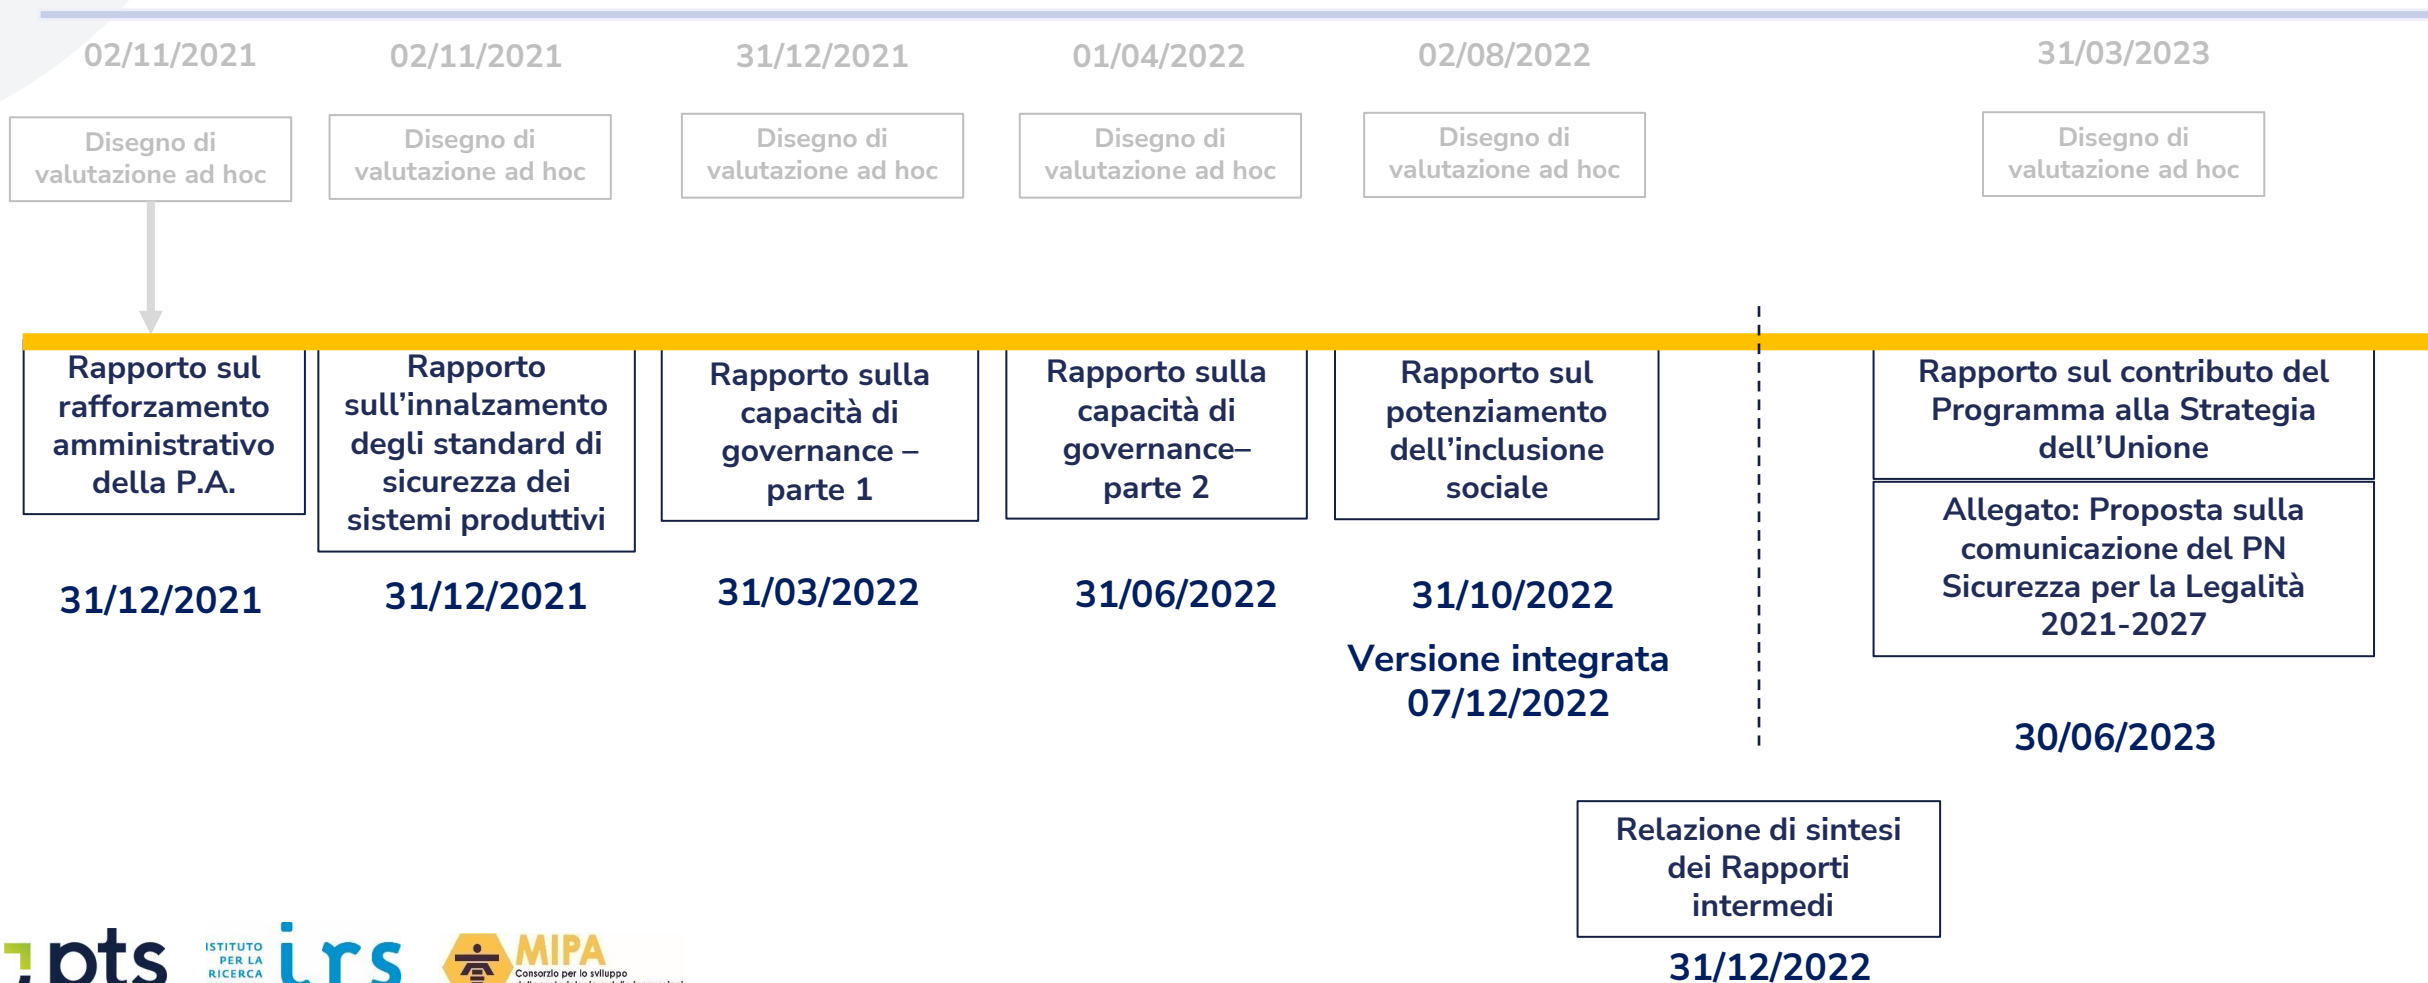 02/11/2021
02/11/2021
31/12/2021
01/04/2022
02/08/2022
31/03/2023
Disegno di
valutazione ad hoc
Disegno di
valutazione ad hoc
Disegno di
valutazione ad hoc
Disegno di
valutazione ad hoc
Disegno di
valutazione ad hoc
Disegno di
valutazione ad hoc
Rapporto sul
rafforzamento
amministrativo
della P.A.
31/12/2021
Rapporto
sull’innalzamento
degli standard di
sicurezza dei
sistemi produttivi
31/12/2021
Rapporto sulla
capacità di
governance –
parte 1
31/03/2022
Rapporto sulla
capacità di
governance–
parte 2
31/06/2022
Rapporto sul
potenziamento
dell’inclusione
sociale
31/10/2022
Versione integrata
07/12/2022
Rapporto sul contributo del
Programma alla Strategia
dell’Unione
Allegato: Proposta sulla
comunicazione del PN
Sicurezza per la Legalità
2021-2027
30/06/2023
Relazione di sintesi
dei Rapporti
intermedi
31/12/2022
pts
ISTITUTO
PER LA
RICERCA
irs
MIPA
Consorzio per lo sviluppo